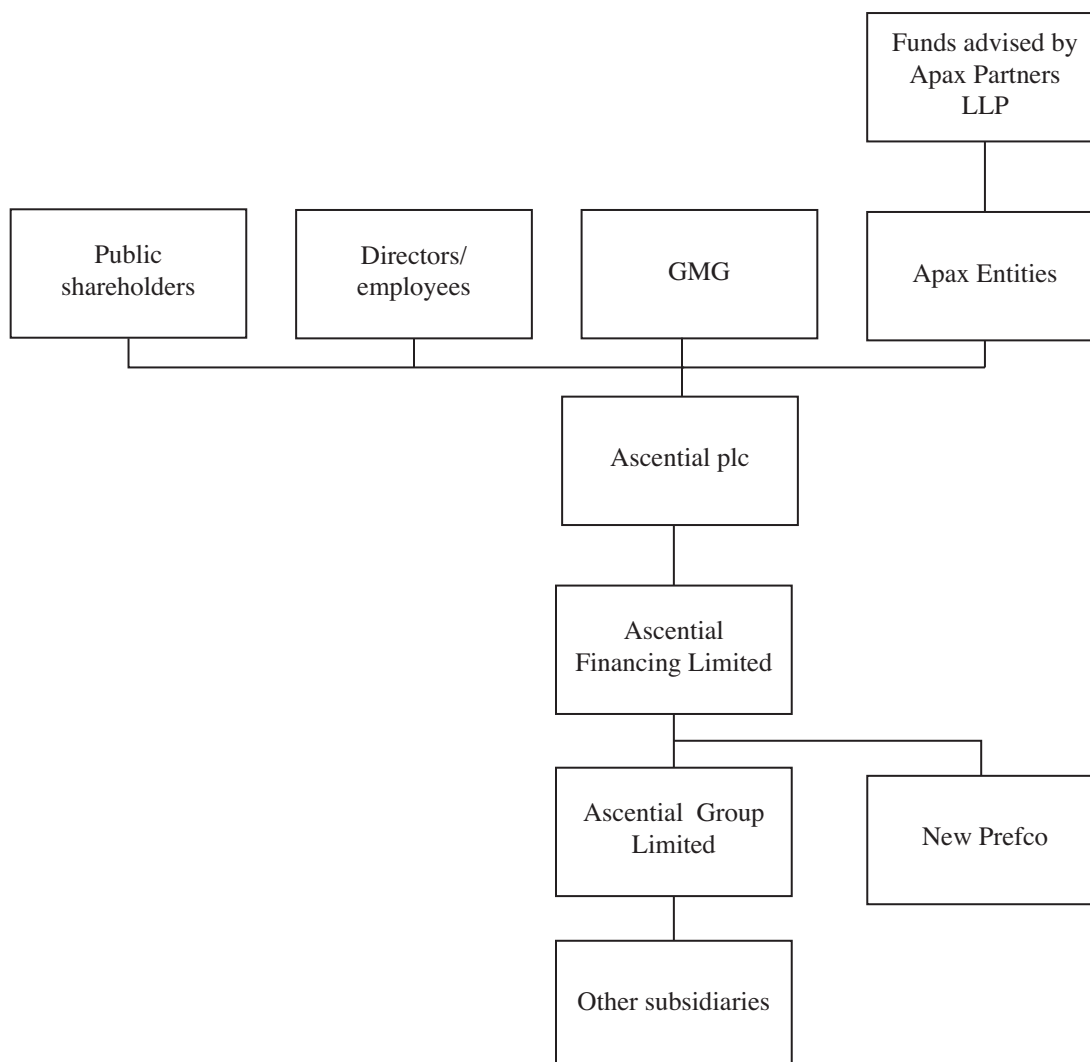 Funds advised by
Apax Partners
LLP
Public
shareholders
Directors/
employees
GMG
Apax Entities
Ascential plc
Ascential
Financing Limited
Ascential Group
Limited
New Prefco
Other subsidiaries